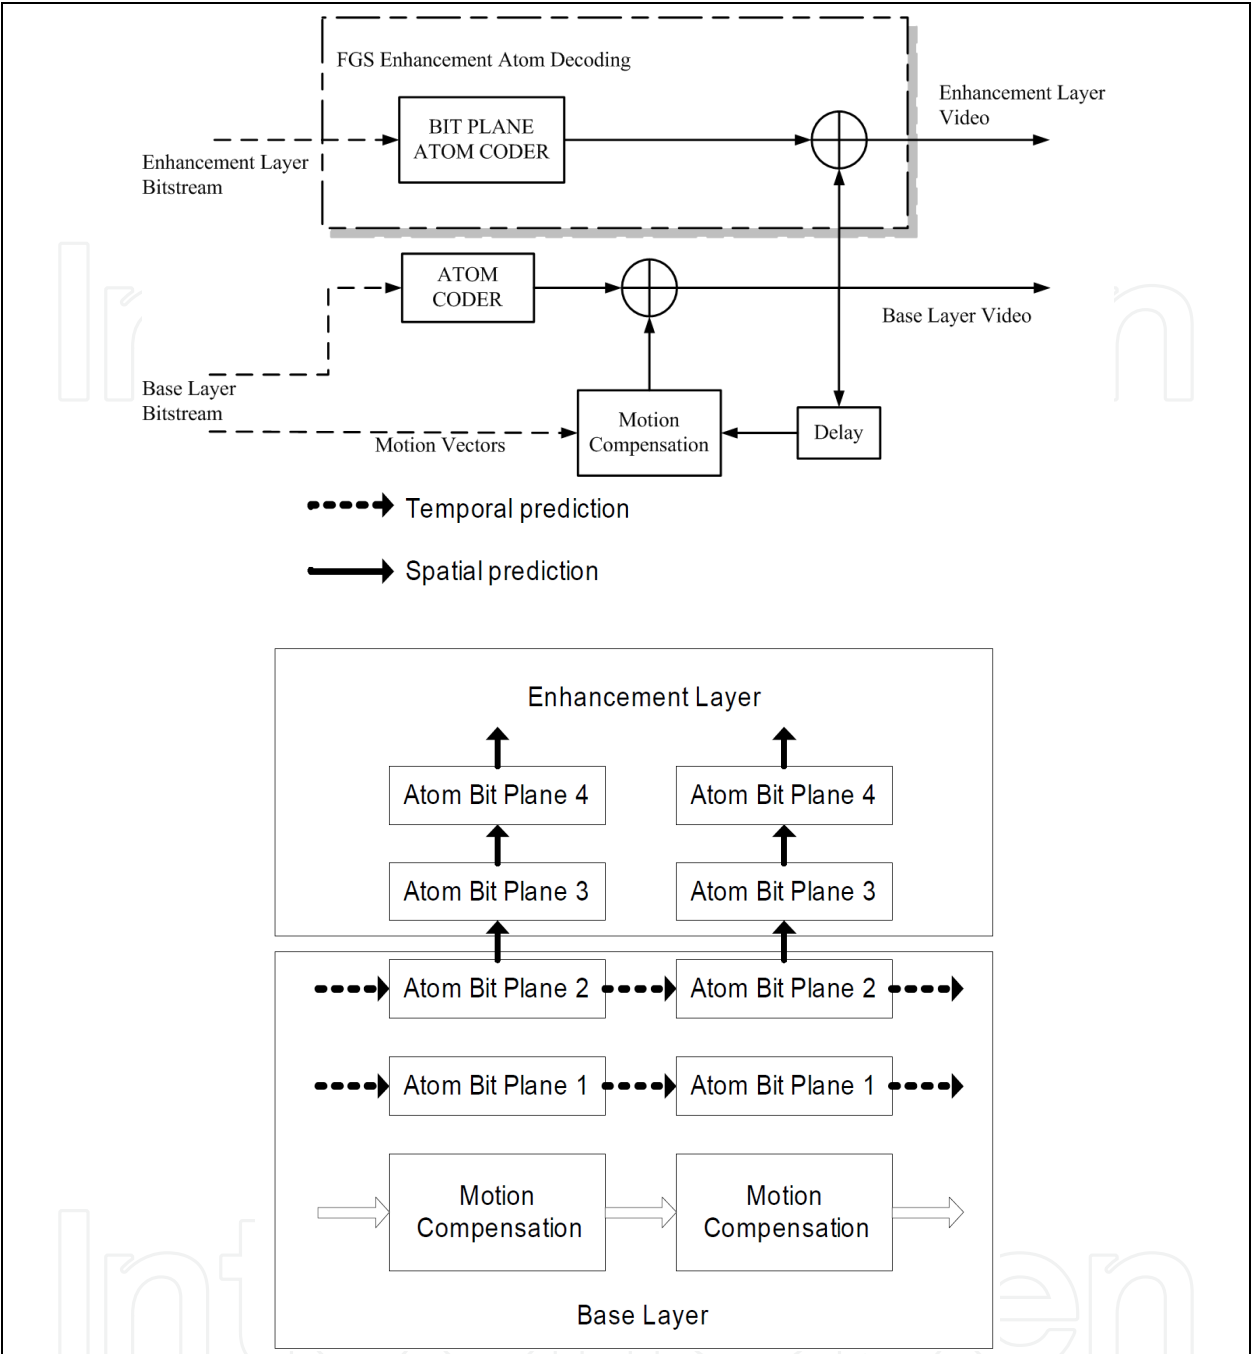 FGS Enhancement Atom Decoding
BIT PLANE
ATOM CODER
Enhancement Layer
Video
Enhancement Layer
Bitstream
ATOM
CODER
Base Layer Video
Base Layer
Bitstream
Motion Vectors
Motion
Compensation
Delay
Temporal prediction
Spatial prediction
Enhancement Layer
Atom Bit Plane 4
Atom Bit Plane 4
Atom Bit Plane 3
Atom Bit Plane 3
Atom Bit Plane 2
Atom Bit Plane 2
Atom Bit Plane 1
Atom Bit Plane 1
Motion
Compensation
Motion
Compensation
Base Layer